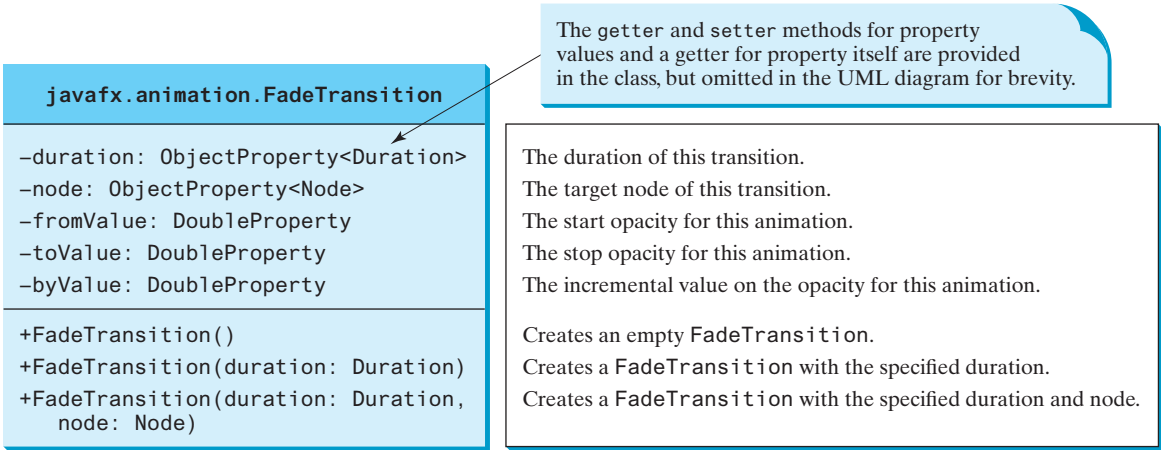 The getter and setter methods for property
values and a getter for property itself are provided
in the class, but omitted in the UML diagram for brevity.
javafx.animation.FadeTransition
–duration: ObjectProperty<Duration>
The duration of this transition.
–node: ObjectProperty<Node>
The target node of this transition.
–fromValue: DoubleProperty
The start opacity for this animation.
–toValue: DoubleProperty
The stop opacity for this animation.
–byValue: DoubleProperty
The incremental value on the opacity for this animation.
+FadeTransition()
Creates an empty FadeTransition.
+FadeTransition(duration: Duration)
Creates a FadeTransition with the specified duration.
+FadeTransition(duration: Duration,
node: Node)
Creates a FadeTransition with the specified duration and node.